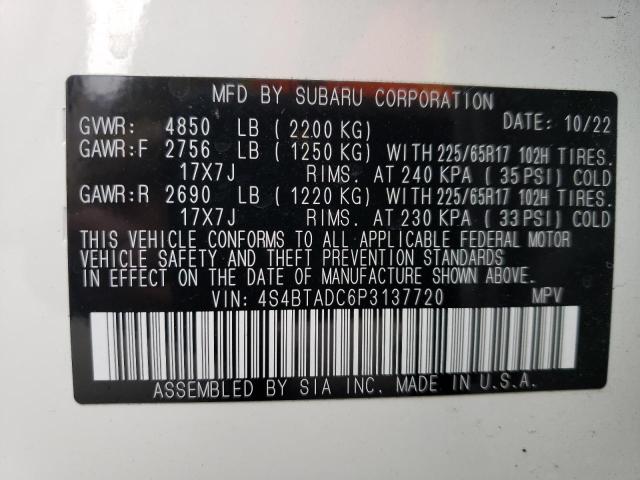 MFD BY SUBARU CORPORATION
GVWR: 4850 LB (2200 KG) DATE: 10/22
GAWR:F 2756 LB (1250 KG) WITH 225/65R17 102H TIRES.
17X7J RIMS. AT 240 KPA (35 PSI) COLD
GAWR:R 2690 LB (1220 KG) WITH 225/65R17 102H TIRES.
17X7J RIMS. AT 230 KPA (33 PSI) COLD
THIS VEHICLE CONFORMS TO ALL APPLICABLE FEDERAL MOTOR
VEHICLE SAFETY AND THEFT PREVENTION STANDARDS
IN EFFECT ON THE DATE OF MANUFACTURE SHOWN ABOVE.
VIN: 4S4BTADC6P3137720 MPV
ASSEMBLED BY SIA INC. MADE IN U.S.A.